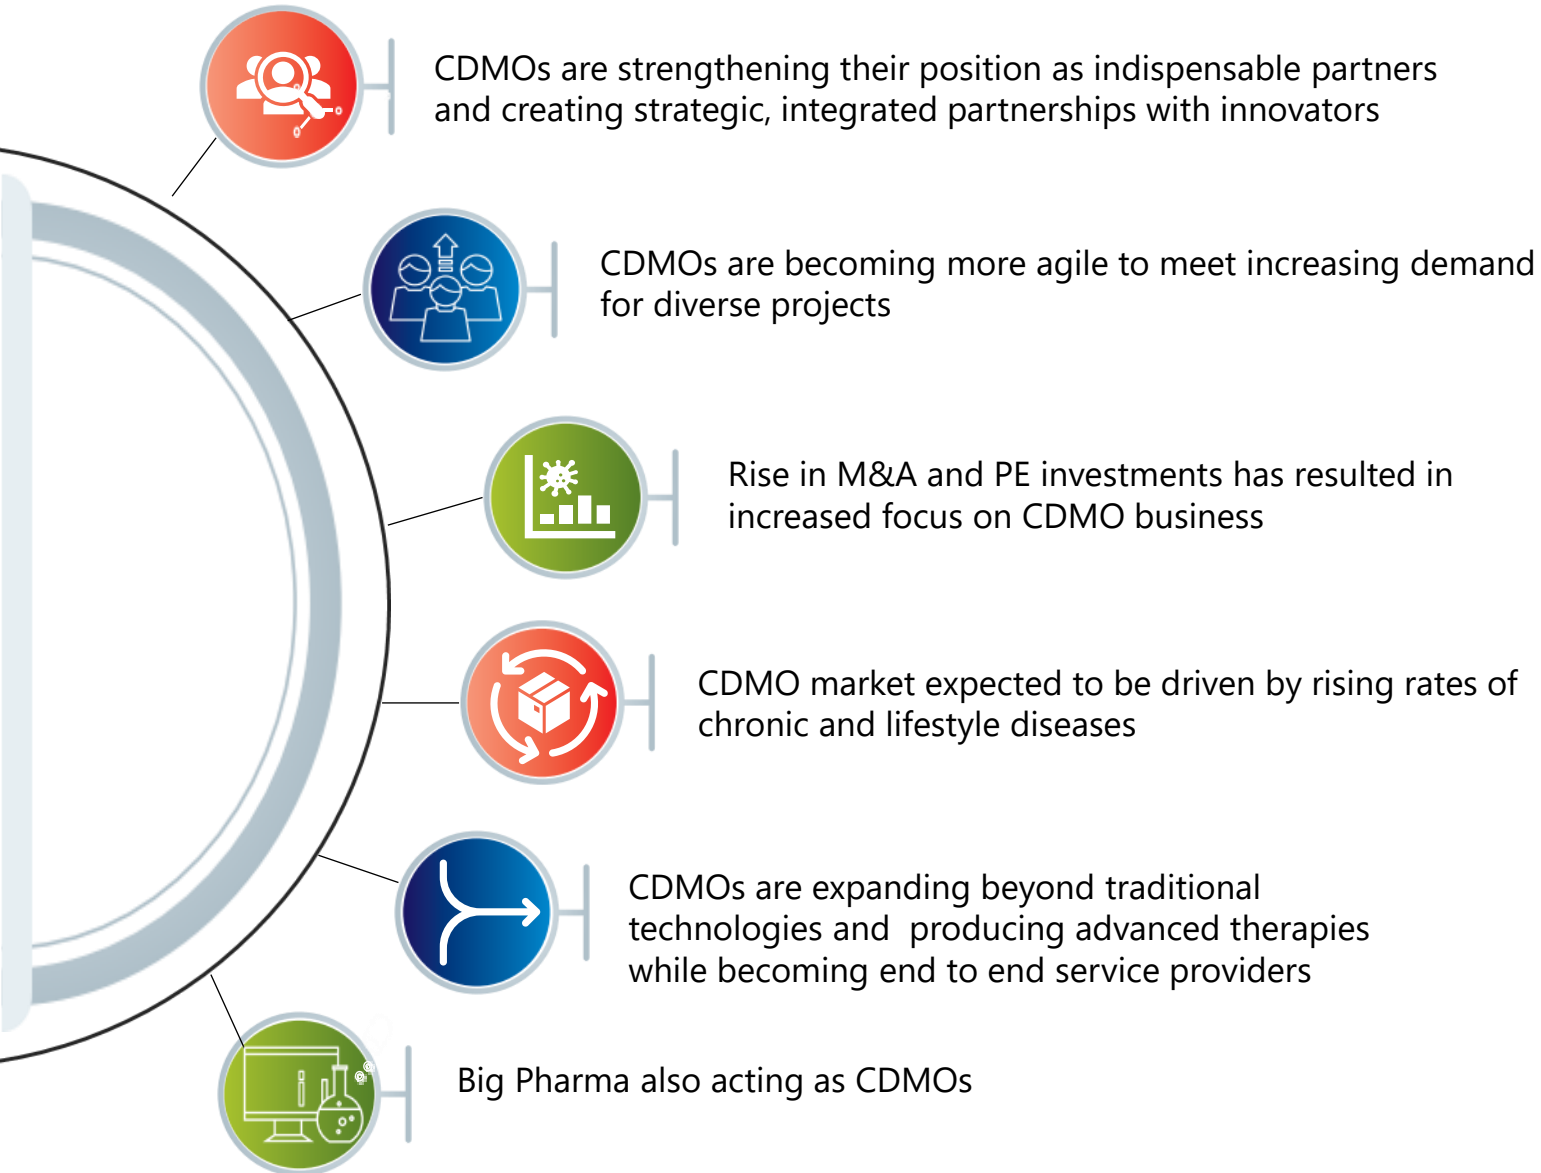 CDMOs are strengthening their position as indispensable partners
and creating strategic, integrated partnerships with innovators
CDMOs are becoming more agile to meet increasing demand
for diverse projects
Rise in M&A and PE investments has resulted in
increased focus on CDMO business
CDMO market expected to be driven by rising rates of
chronic and lifestyle diseases
CDMOs are expanding beyond traditional
technologies and  producing advanced therapies
while becoming end to end service providers
Big Pharma also acting as CDMOs